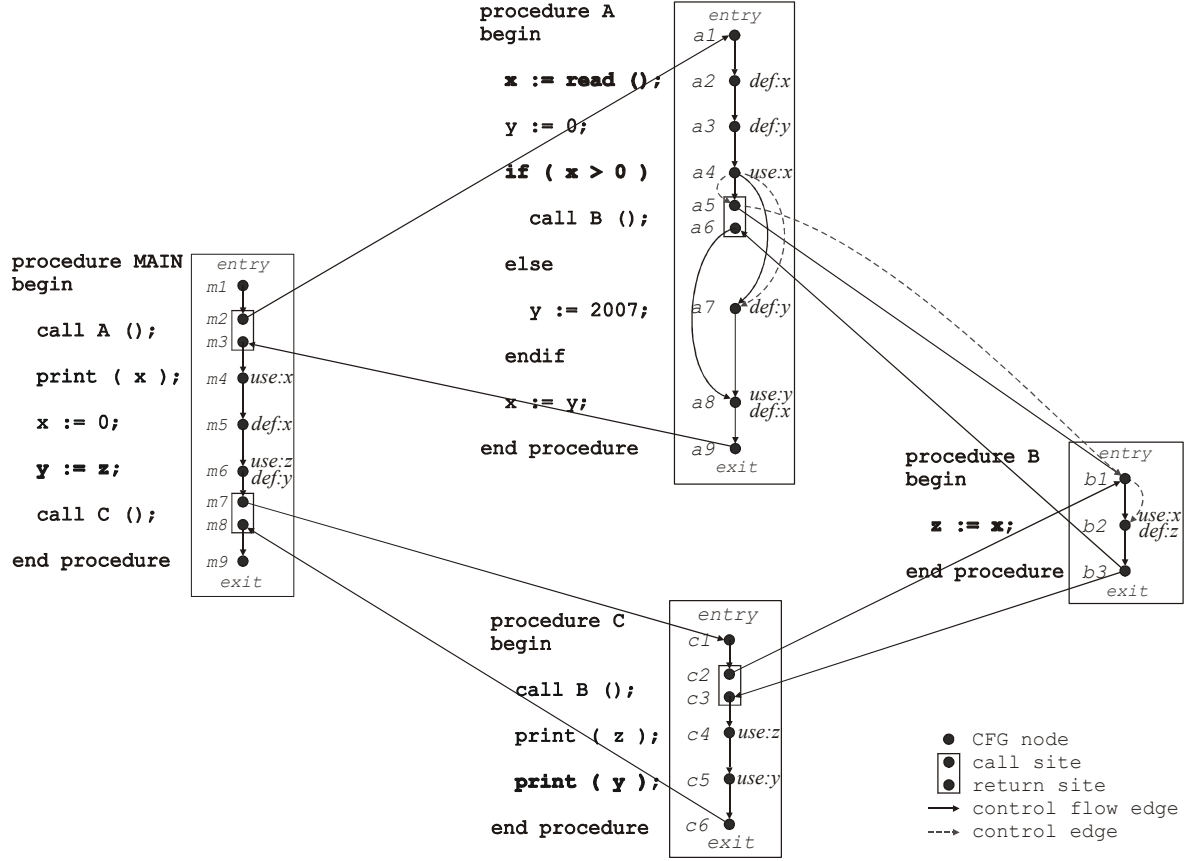 procedure A
begin
x := read ();
y := 0;
if ( x > 0 )
call B ();
else
y := 2007;
endif
x := y;
end procedure
entry
a1
a2 def:x
a3 def:y
a4 use:x
a5
a6
a7 def:y
a8 use:y
def:x
a9
exit
procedure MAIN
begin
call A ();
print ( x );
x := 0;
y := z;
call C ();
end procedure
entry
m1
m2
m3
m4 use:x
m5 def:x
m6 use:z
def:y
m7
m8
m9
exit
procedure B
begin
z := x;
end procedure
entry
b1
b2 use:x
def:z
b3
exit
procedure C
begin
call B ();
print ( z );
print ( y );
end procedure
entry
c1
c2
c3
c4 use:z
c5 use:y
c6
exit
CFG node
call site
return site
control flow edge
control edge